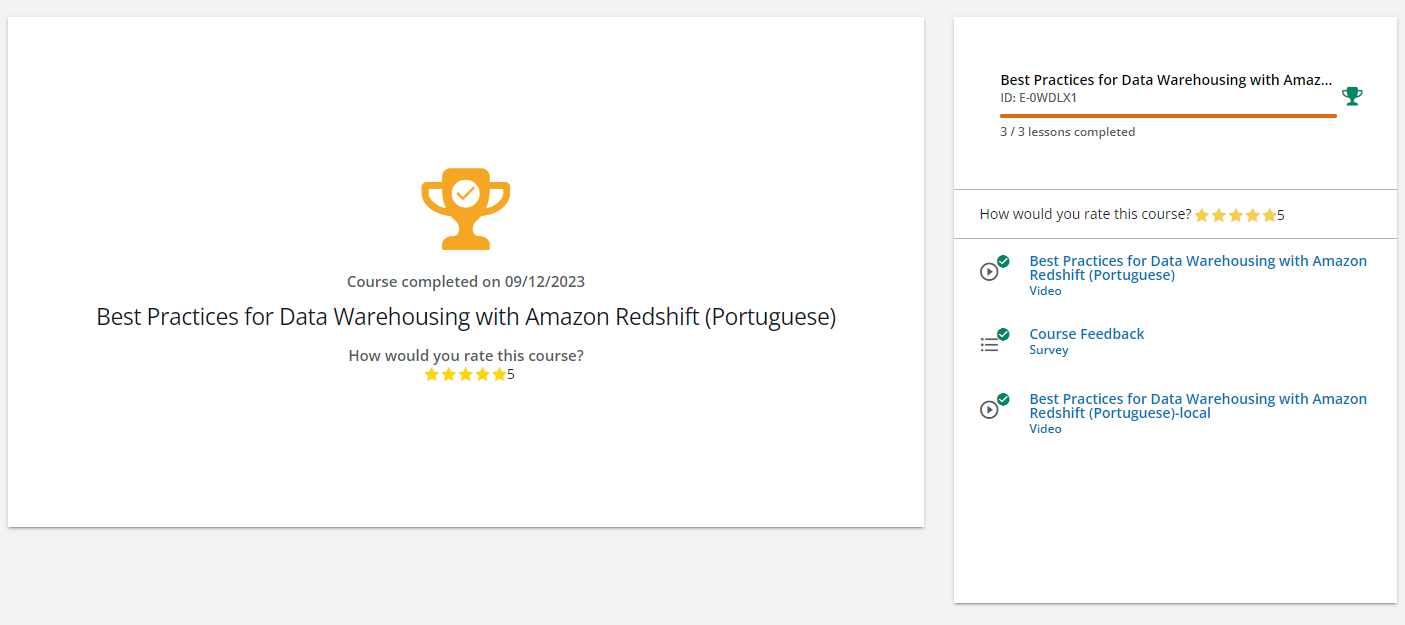 Course completed on 09/12/2023
Best Practices for Data Warehousing with Amazon Redshift (Portuguese)
How would you rate this course?
5
Best Practices for Data Warehousing with Amaz...
ID: E-0WDLX1
3 / 3 lessons completed
How would you rate this course? 5
Best Practices for Data Warehousing with Amazon
Redshift (Portuguese)
Video
Course Feedback
Survey
Best Practices for Data Warehousing with Amazon
Redshift (Portuguese)-local
Video